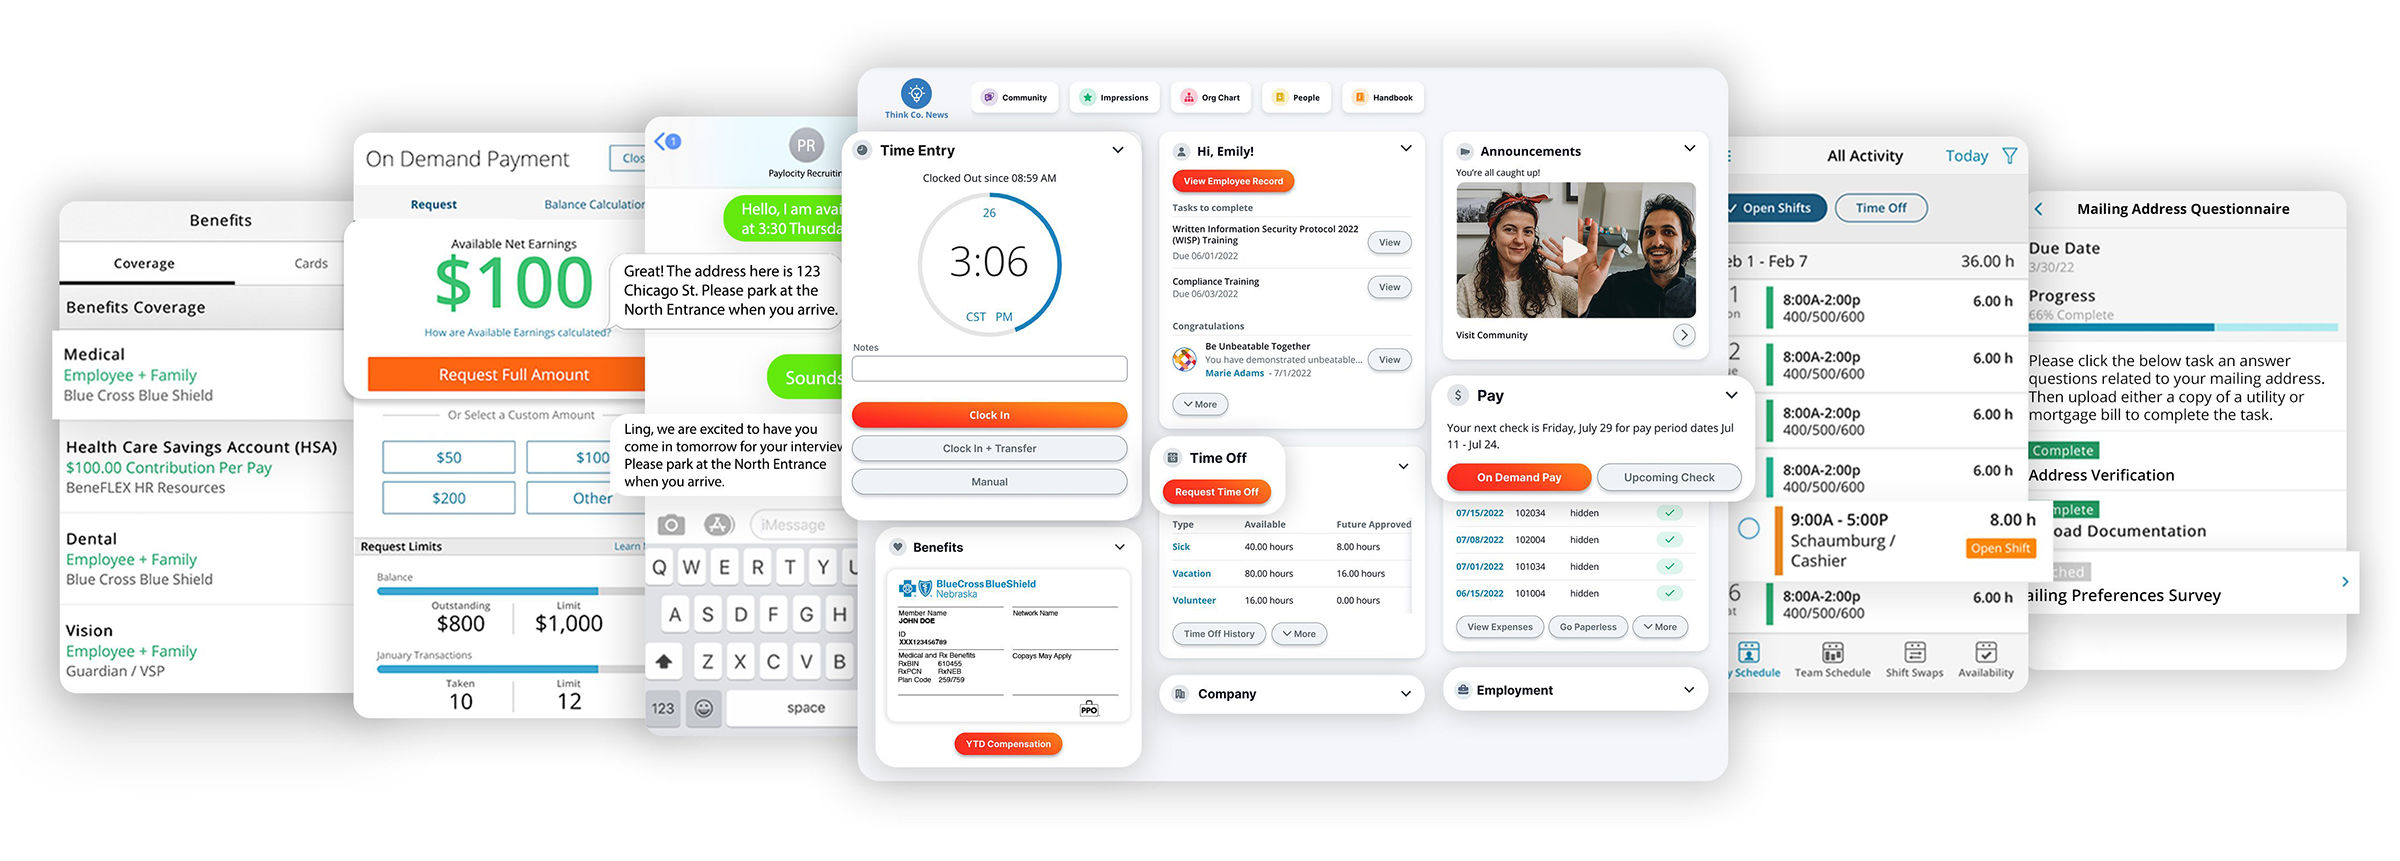 Benefits
Coverage
Cards
Benefits Coverage
Medical
Employee + Family
Blue Cross Blue Shield
Health Care Savings Account (HSA)
$100.00 Contribution Per Pay
BeneFLEX HR Resources
Dental
Employee + Family
Blue Cross Blue Shield
Vision
Employee + Family
Guardian / VSP
On Demand Payment
Clos
Request
Balance Calculation
Available Net Earnings
$100
How are Available Earnings calculated?
Request Full Amount
Or Select a Custom Amount
$50
$100
$200
Other
Request Limits
Learn
Balance
Outstanding
Limit
$800
$1,000
January Transactions
Taken
Limit
10
12
1
PR
Paylocity Recruitin
Hello, I am avai
at 3:30 Thursda
Great! The address here is 123
Chicago St. Please park at the
North Entrance when you arrive.
Sounds
Ling, we are excited to have you
come in tomorrow for your interview
Please park at the North Entrance
when you arrive.
iMessage
Q W E R T Y U
A S D F G H
Z X C V B
123
space
Think Co. News
Community
Impressions
Org Chart
People
Handbook
Time Entry
Clocked Out since 08:59 AM
26
3:06
CST PM
Notes
Clock In
Clock In + Transfer
Manual
Benefits
BlueCross BlueShield
Nebraska
Member Name
JOHN DOE
Network Name
ID
XXX123456789
Medical and Rx Benefits
Copays May Apply
RxBIN 610455
RxPCN RxNEB
Plan Code 259/759
PPO
YTD Compensation
Hi, Emily!
View Employee Record
Tasks to complete
Written Information Security Protocol 2022
(WISP) Training
Due 06/01/2022
View
Compliance Training
Due 06/03/2022
View
Congratulations
Be Unbeatable Together
You have demonstrated unbeatable...
Marie Adams - 7/1/2022
View
More
Time Off
Request Time Off
Type Available Future Approved
Sick 40.00 hours 8.00 hours
Vacation 80.00 hours 16.00 hours
Volunteer 16.00 hours 0.00 hours
Time Off History
More
Company
Announcements
You're all caught up!
Visit Community
$ Pay
Your next check is Friday, July 29 for pay period dates Jul
11 - Jul 24.
On Demand Pay
Upcoming Check
07/15/2022 102034 hidden
07/08/2022 102004 hidden
07/01/2022 101034 hidden
06/15/2022 101004 hidden
View Expenses
Go Paperless
More
Employment
All Activity
Today
Open Shifts
Time Off
eb 1 - Feb 7
36.00 h
1
on
8:00A-2:00p
400/500/600
6.00 h
2
ue
8:00A-2:00p
400/500/600
6.00 h
8:00A-2:00p
400/500/600
6.00 h
8:00A-2:00p
400/500/600
6.00 h
9:00A - 5:00P
Schaumburg /
Cashier
8.00 h
Open Shift
6
at
8:00A-2:00p
400/500/600
6.00 h
y Schedule
Team Schedule
Shift Swaps
Availability
Mailing Address Questionnaire
Due Date
3/30/22
Progress
66% Complete
Please click the below task an answer
questions related to your mailing address.
Then upload either a copy of a utility or
mortgage bill to complete the task.
Complete
Address Verification
mplete
oad Documentation
ched
ailing Preferences Survey